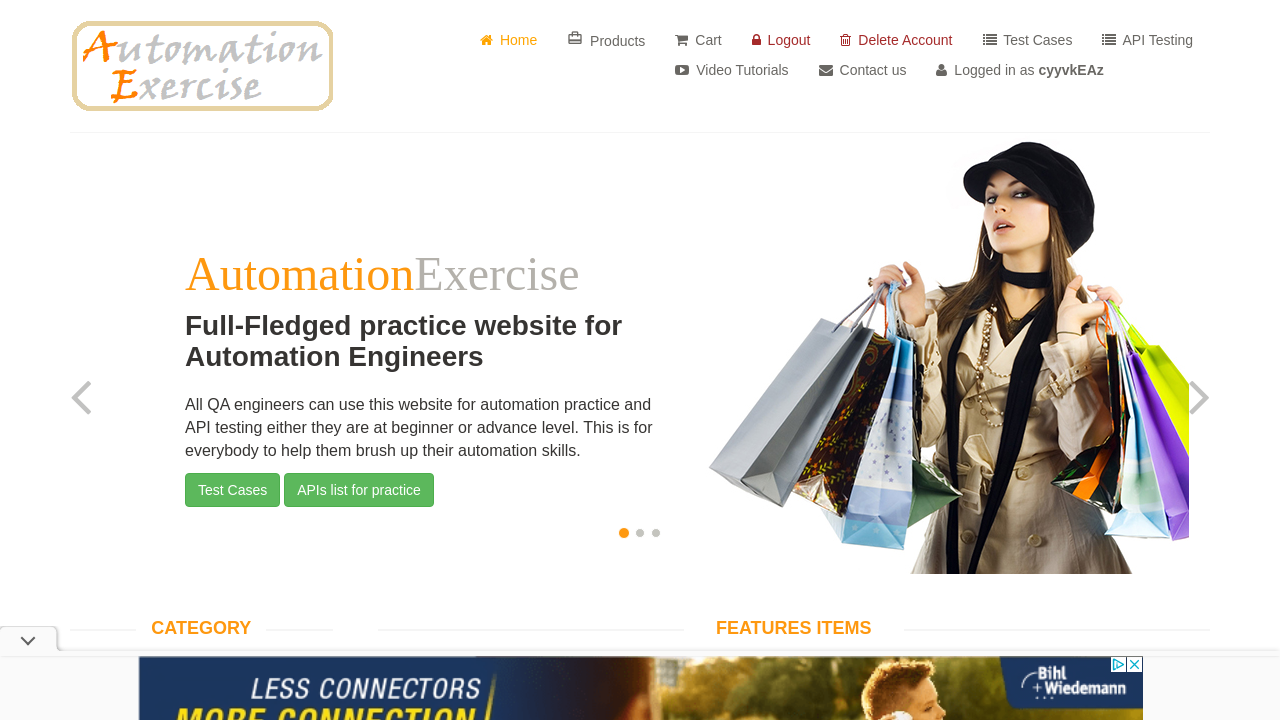 Automation
Exercise
Home Products Cart Logout Delete Account Test Cases API Testing
Video Tutorials Contact us Logged in as cyyvkEAz
AutomationExercise
Full-Fledged practice website for
Automation Engineers
All QA engineers can use this website for automation practice and
API testing either they are at beginner or advance level. This is for
everybody to help them brush up their automation skills.
Test Cases APIs list for practice
CATEGORY FEATURES ITEMS
LESS CONNECTORS
MORE CONNECTION
Bihl
+Wiedemann